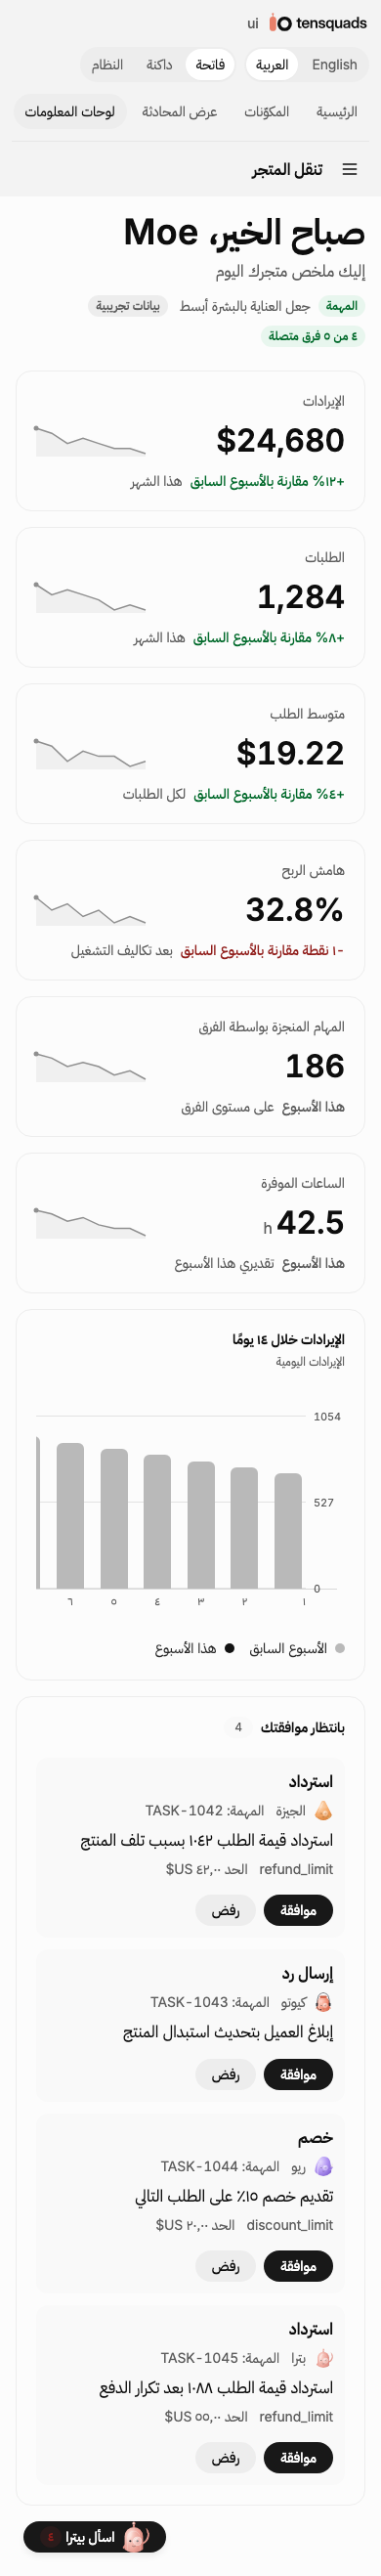 tensquads ui
English العربية فاتحة داكنة النظام
الرئيسية المكوّنات عرض المحادثة لوحات المعلومات
تنقل المتجر
صباح الخير، Moe
إليك ملخص متجرك اليوم
المهمة جعل العناية بالبشرة أبسط بيانات تجريبية
٤ من ٥ فرق متصلة
الإيرادات
$24,680
+١٢% مقارنة بالأسبوع السابق هذا الشهر
الطلبات
1,284
+٨% مقارنة بالأسبوع السابق هذا الشهر
متوسط الطلب
$19.22
+٤% مقارنة بالأسبوع السابق لكل الطلبات
هامش الربح
32.8%
-١ نقطة مقارنة بالأسبوع السابق بعد تكاليف التشغيل
المهام المنجزة بواسطة الفرق
186
هذا الأسبوع على مستوى الفرق
الساعات الموفرة
42.5 h
هذا الأسبوع تقديري هذا الأسبوع
الإيرادات خلال ١٤ يومًا
الإيرادات اليومية
1054
527
0
١ ٢ ٣ ٤ ٥ ٦
الأسبوع السابق هذا الأسبوع
بانتظار موافقتك 4
استرداد
الجيزة المهمة: TASK-1042
استرداد قيمة الطلب ١٠٤٢ بسبب تلف المنتج
refund_limit الحد ٤٢,٠٠ US$
موافقة رفض
إرسال رد
كيوتو المهمة: TASK-1043
إبلاغ العميل بتحديث استبدال المنتج
موافقة رفض
خصم
ريو المهمة: TASK-1044
تقديم خصم ١٥٪ على الطلب التالي
discount_limit الحد ٢٠,٠٠ US$
موافقة رفض
استرداد
بترا المهمة: TASK-1045
استرداد قيمة الطلب ١٠٨٨ بعد تكرار الدفع
refund_limit الحد ٥٥,٠٠ US$
موافقة رفض
اسأل بيترا ٤